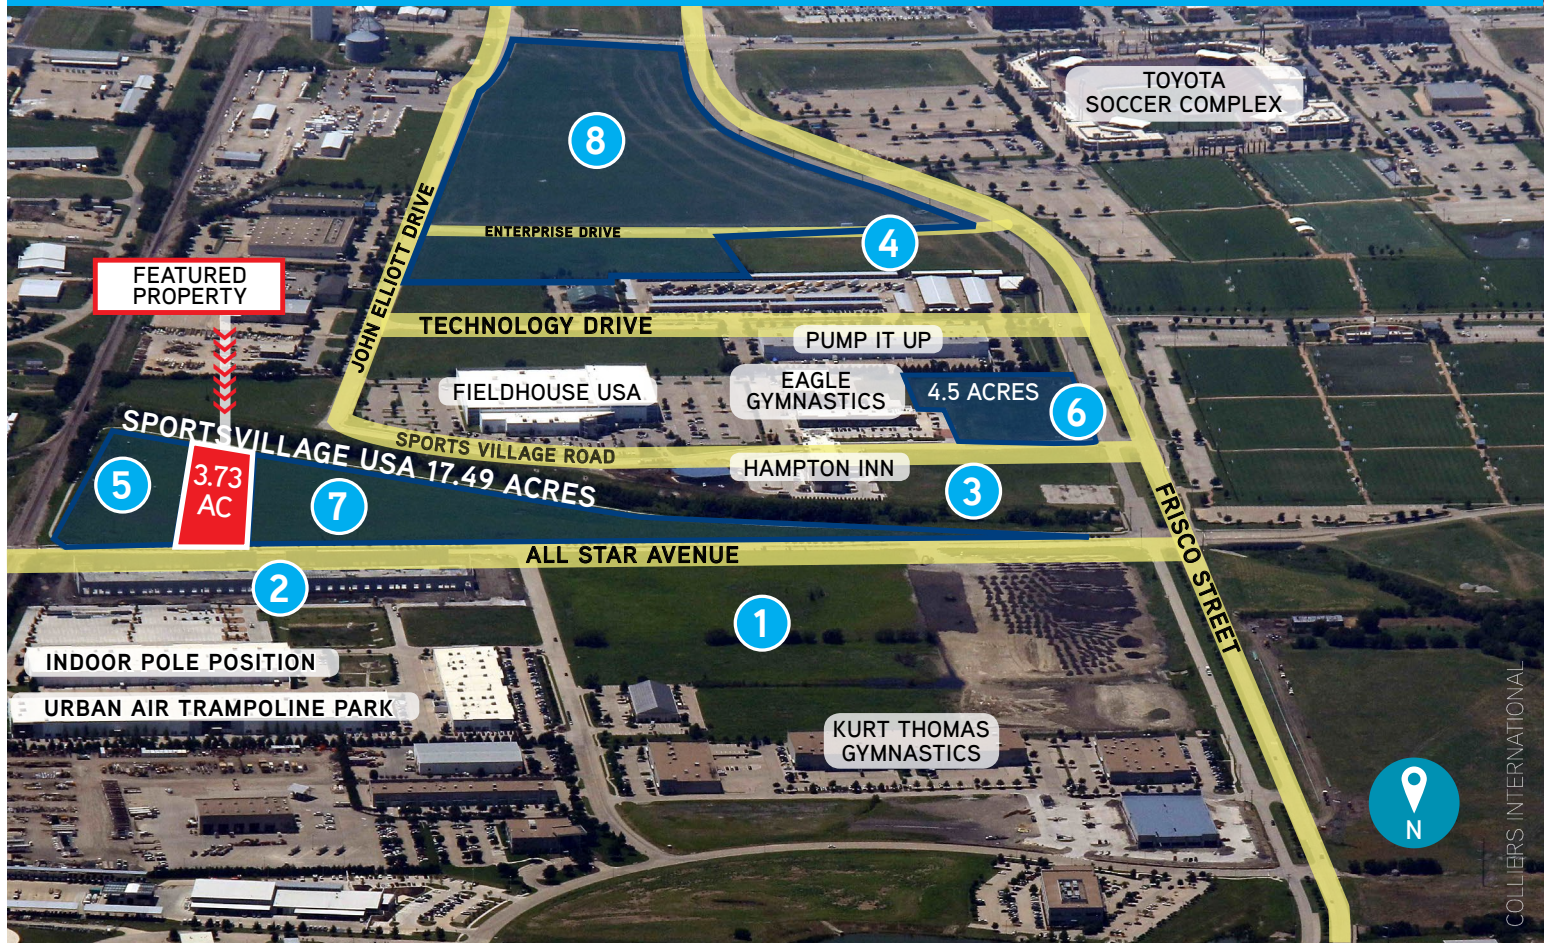 TOYOTA
SOCCER COMPLEX
8
JOHN ELLIOTT DRIVE
ENTERPRISE DRIVE
4
FEATURED
PROPERTY
TECHNOLOGY DRIVE
PUMP IT UP
FIELDHOUSE USA
EAGLE
GYMNASTICS
4.5 ACRES
6
SPORTS VILLAGE ROAD
SPORTSVILLAGE USA 17.49 ACRES
HAMPTON INN
5
3.73
AC
7
3
FRISCO STREET
ALL STAR AVENUE
2
1
INDOOR POLE POSITION
URBAN AIR TRAMPOLINE PARK
KURT THOMAS
GYMNASTICS
N
COLLIERS INTERNATIONAL